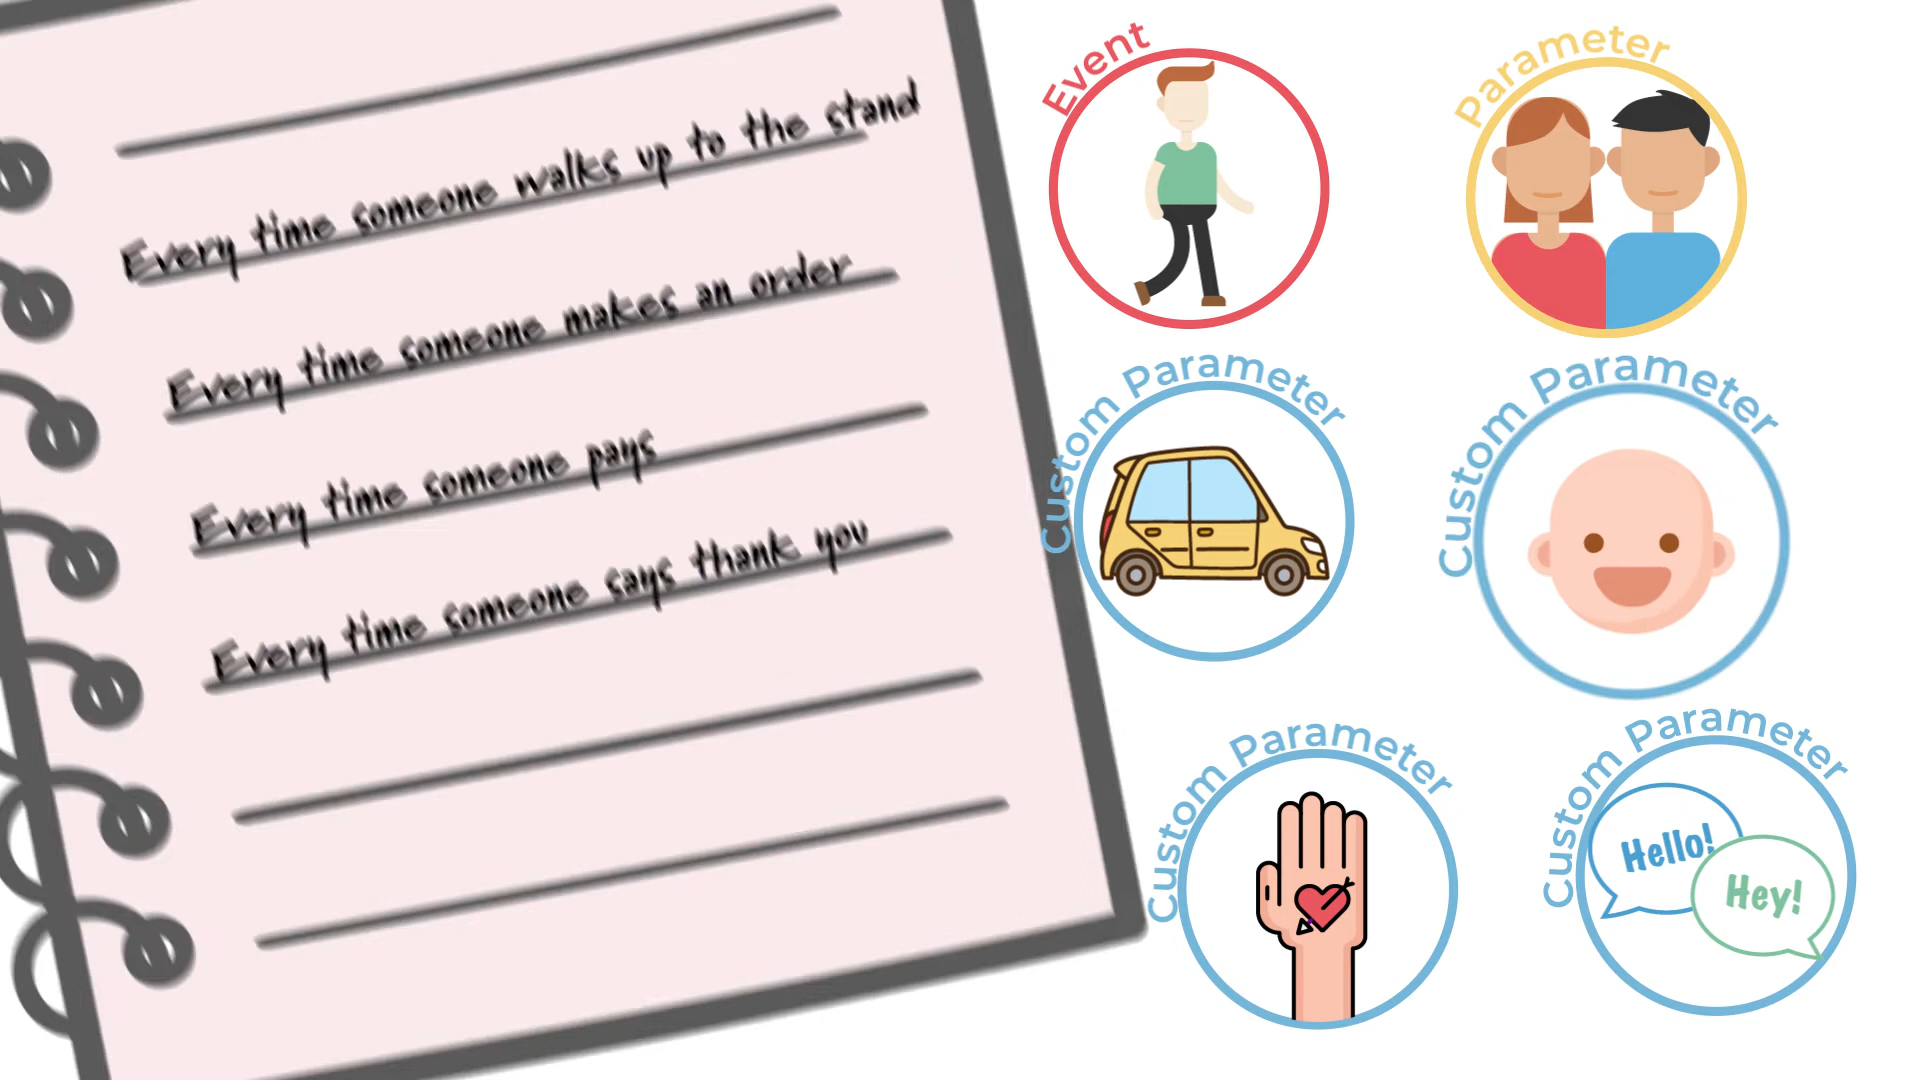 Every time someone walks up to the stand
Every time someone makes an order
Every time someone pays
Every time someone says thank you
Event
Parameter
Custom Parameter
Custom Parameter
Custom Parameter
Custom Parameter
Hello!
Hey!